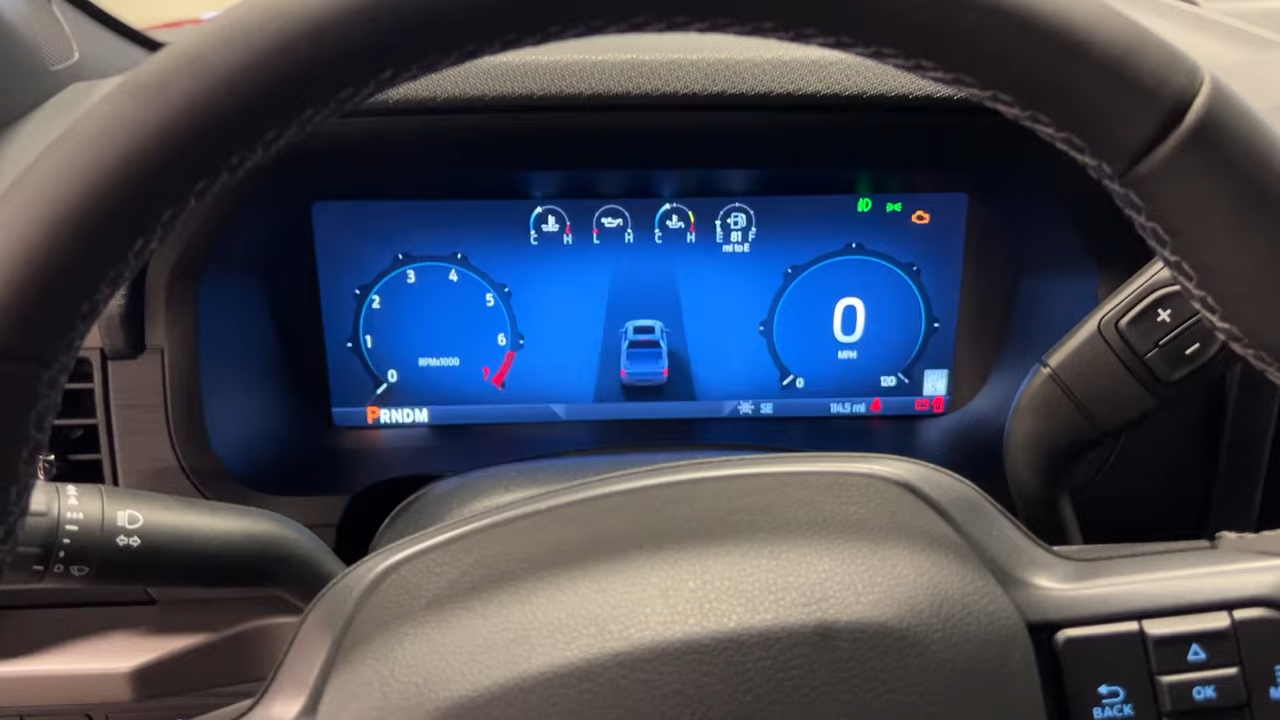 C H
L H
C H
E F
81
mi to E
0 1 2 3 4 5 6
RPMx1000
0
MPH
0 120
PRNDM
SE
114.5 mi
+
-
BACK
OK